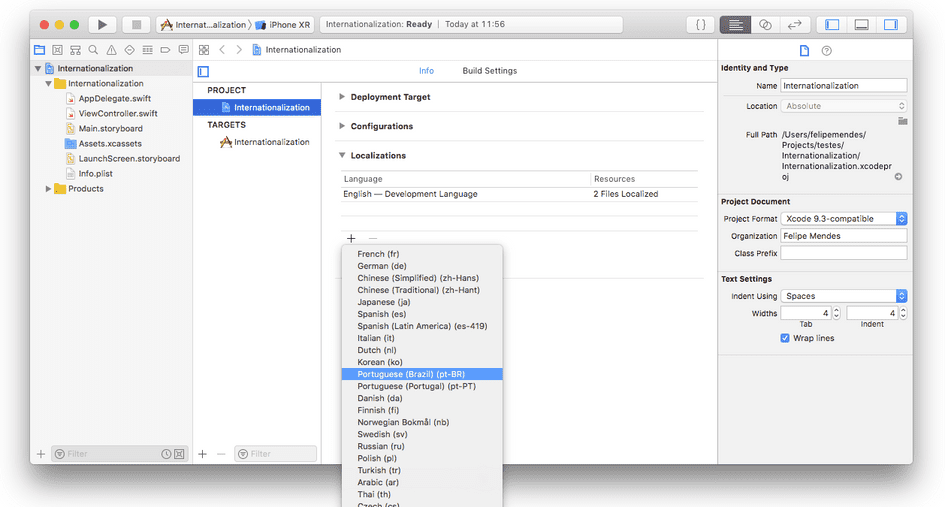 Internat...alization
iPhone XR
Internationalization: Ready | Today at 11:56
{ }
Internationalization
Internationalization
Internationalization
AppDelegate.swift
ViewController.swift
Main.storyboard
Assets.xcassets
LaunchScreen.storyboard
Info.plist
Products
Filter
PROJECT
Internationalization
TARGETS
Internationalization
Filter
Info
Build Settings
Deployment Target
Configurations
Localizations
Language
Resources
English — Development Language
2 Files Localized
French (fr)
German (de)
Chinese (Simplified) (zh-Hans)
Chinese (Traditional) (zh-Hant)
Japanese (ja)
Spanish (es)
Spanish (Latin America) (es-419)
Italian (it)
Dutch (nl)
Korean (ko)
Portuguese (Brazil) (pt-BR)
Portuguese (Portugal) (pt-PT)
Danish (da)
Finnish (fi)
Norwegian Bokmål (nb)
Swedish (sv)
Russian (ru)
Polish (pl)
Turkish (tr)
Arabic (ar)
Thai (th)
Czech (cs)
Identity and Type
Name Internationalization
Location Absolute
Full Path /Users/felipemendes/
Projects/testes/
Internationalization/
Internationalization.xcodepr
oj
Project Document
Project Format Xcode 9.3-compatible
Organization Felipe Mendes
Class Prefix
Text Settings
Indent Using Spaces
Widths 4 4
Tab Indent
Wrap lines